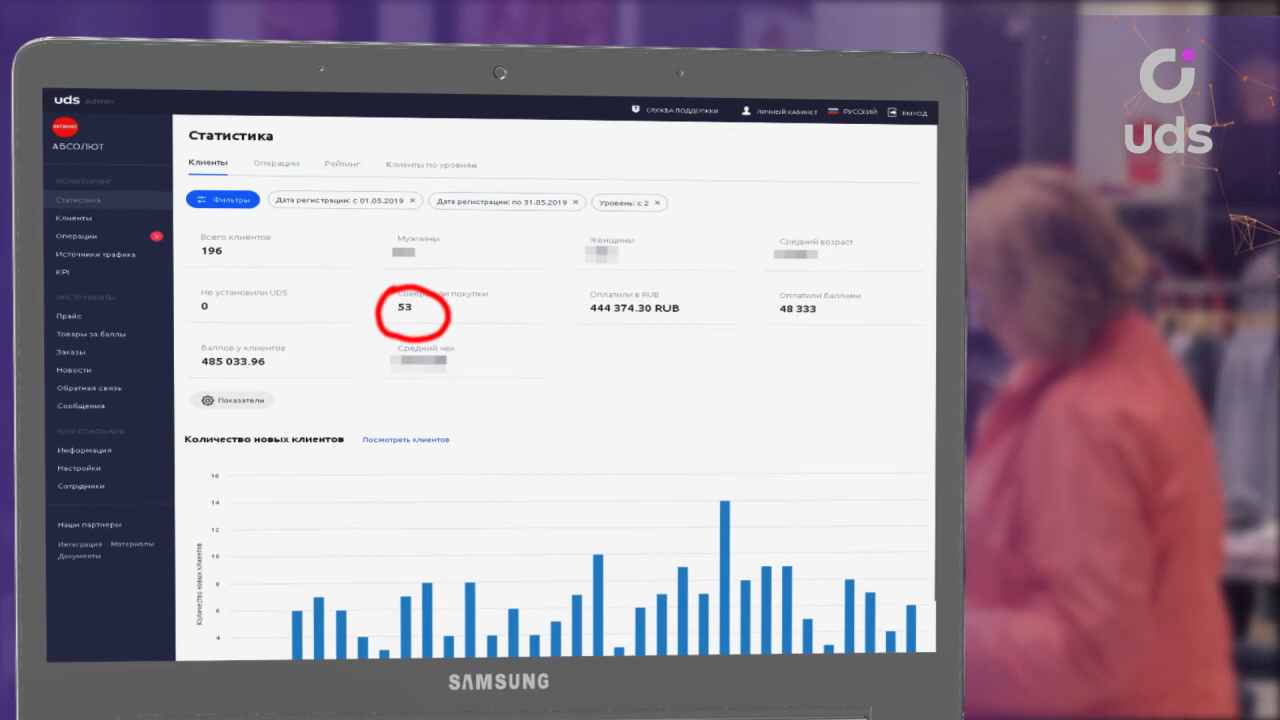 uds
uds Admin
СЛУЖБА ПОДДЕРЖКИ
ЛИЧНЫЙ КАБИНЕТ
РУССКИЙ
ВЫХОД
АБСОЛЮТ
АБСОЛЮТ
МОНИТОРИНГ
Статистика
Клиенты
Операции
Источники трафика
KPI
ИНСТРУМЕНТЫ
Прайс
Товары за баллы
Заказы
Новости
Обратная связь
Сообщения
МОЯ КОМПАНИЯ
Информация
Настройки
Сотрудники
Наши партнеры
Интеграция Материалы
Документы
Статистика
Клиенты Операции Рейтинг Клиенты по уровням
Фильтры
Дата регистрации: с 01.05.2019 ×
Дата регистрации: по 31.05.2019 ×
Уровень: с 2 ×
Всего клиентов
196
Мужчины
Женщины
Средний возраст
Не установили UDS
0
Совершили покупки
53
Оплатили в RUB
444 374.30 RUB
Оплатили баллами
48 333
Баллов у клиентов
485 033.96
Средний чек
Показатели
Количество новых клиентов
Посмотреть клиентов
Количество новых клиентов
16
14
12
10
8
6
4
SAMSUNG